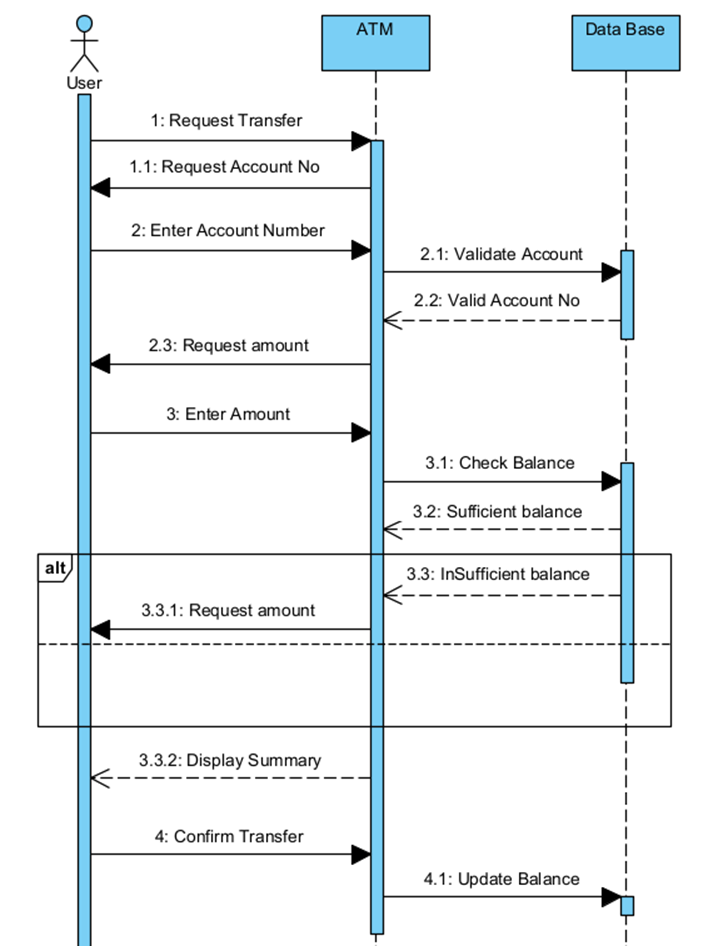 ATM
Data Base
User
1: Request Transfer
1.1: Request Account No
2: Enter Account Number
2.1: Validate Account
2.2: Valid Account No
2.3: Request amount
3: Enter Amount
3.1: Check Balance
3.2: Sufficient balance
alt
3.3: InSufficient balance
3.3.1: Request amount
3.3.2: Display Summary
4: Confirm Transfer
4.1: Update Balance